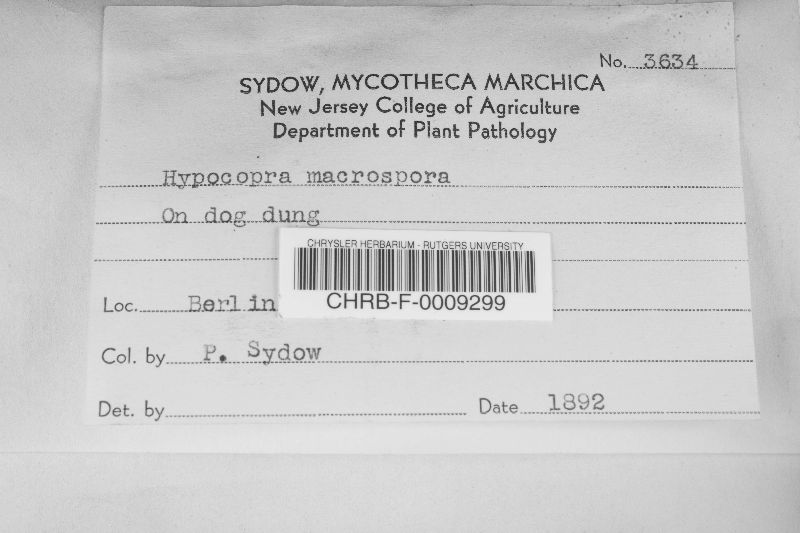 No. 3634
SYDOW, MYCOTHECA MARCHICA
New Jersey College of Agriculture
Department of Plant Pathology
Hypocopra macrospora
On dog dung
CHRYSLER HERBARIUM - RUTGERS UNIVERSITY
CHRB-F-0009299
Loc. Berlin
Col. by P. Sydow
Det. by
Date 1892